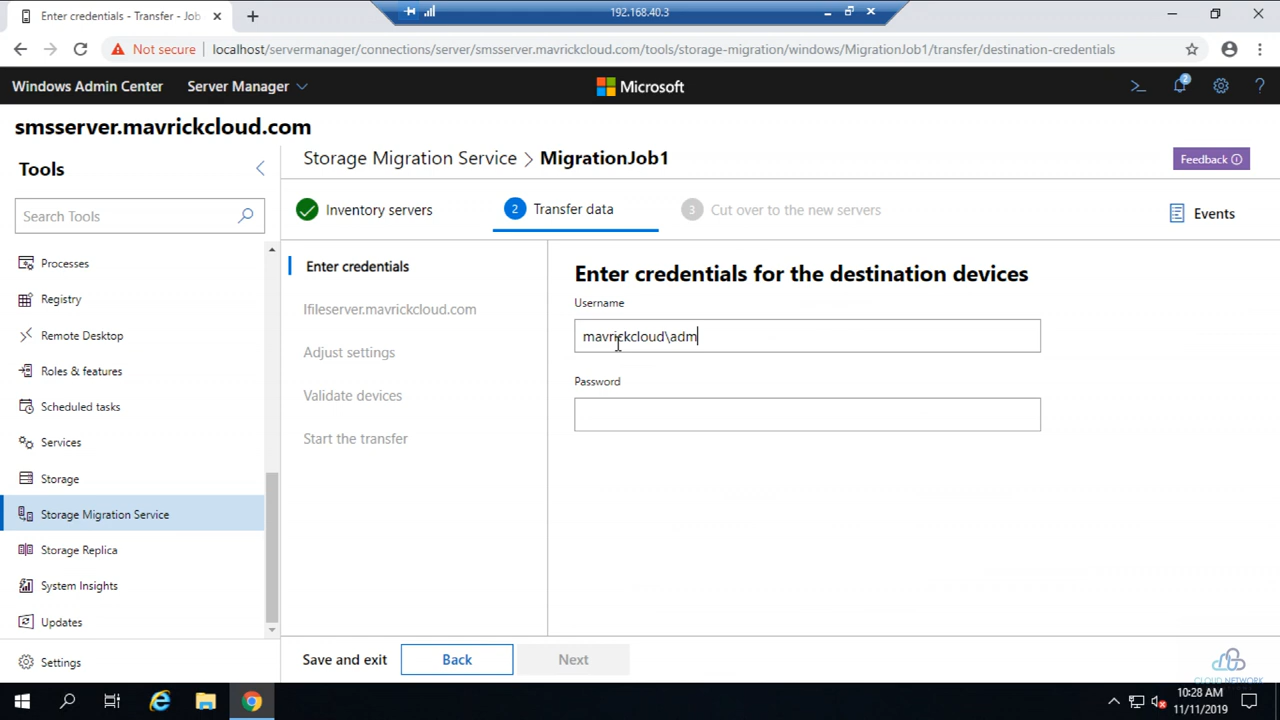 Enter credentials - Transfer - Job
192.168.40.3
Not secure
localhost/servermanager/connections/server/smsserver.mavrickcloud.com/tools/storage-migration/windows/MigrationJob1/transfer/destination-credentials
Windows Admin Center
Server Manager
Microsoft
2
smsserver.mavrickcloud.com
Tools
Search Tools
Processes
Registry
Remote Desktop
Roles & features
Scheduled tasks
Services
Storage
Storage Migration Service
Storage Replica
System Insights
Updates
Settings
Storage Migration Service > MigrationJob1
Feedback
Inventory servers
2 Transfer data
3 Cut over to the new servers
Events
Enter credentials
lfileserver.mavrickcloud.com
Adjust settings
Validate devices
Start the transfer
Enter credentials for the destination devices
Username
mavrickcloud\adm
Password
Save and exit
Back
Next
CLOUD NETWORK
10:28 AM
11/11/2019